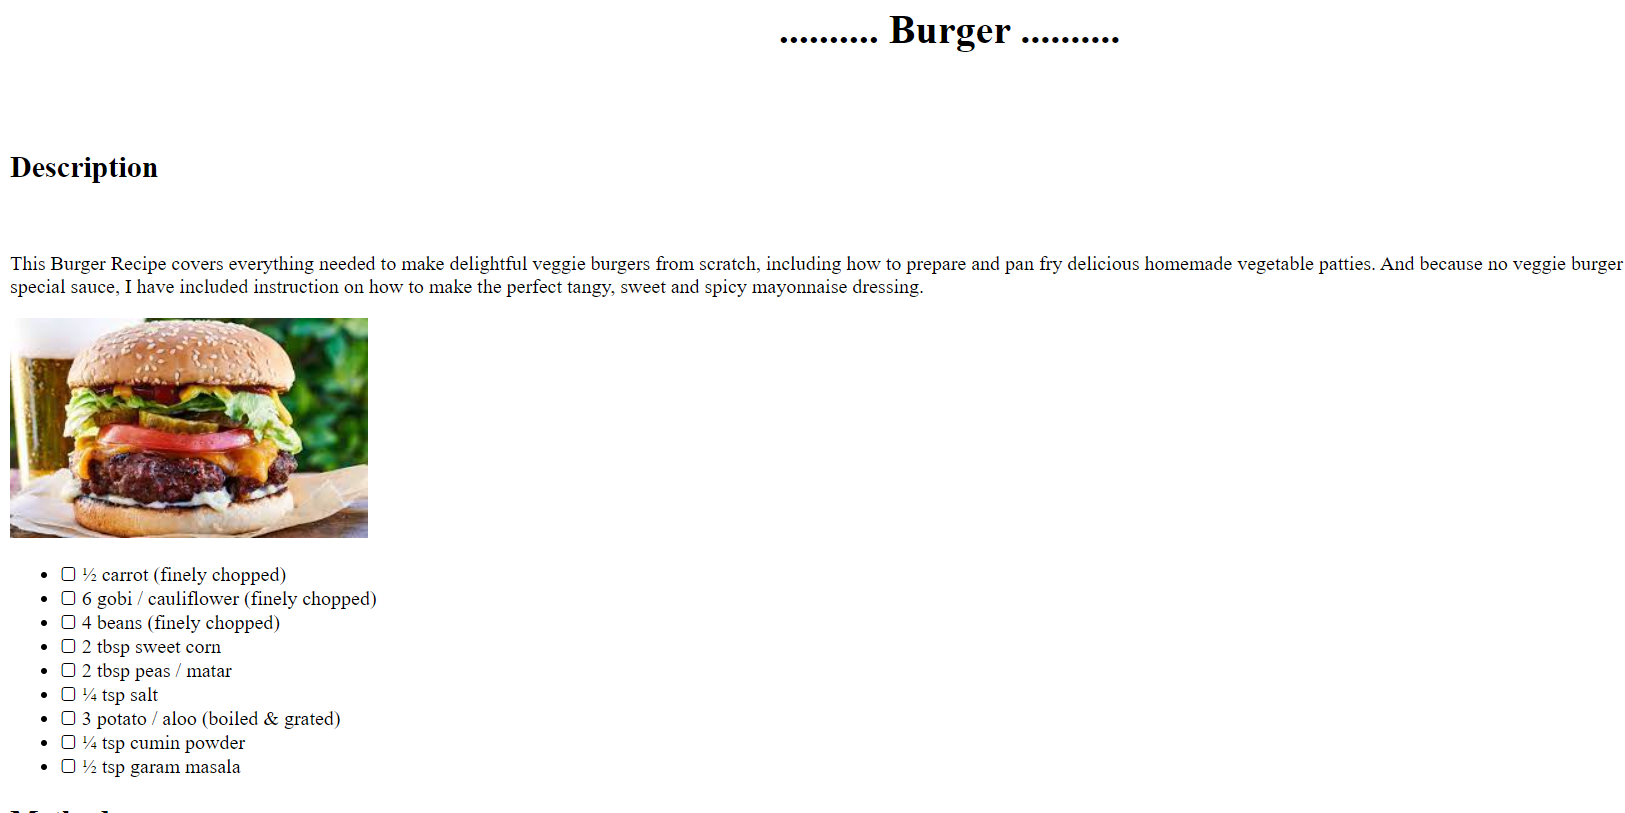 .......... Burger ..........
Description
This Burger Recipe covers everything needed to make delightful veggie burgers from scratch, including how to prepare and pan fry delicious homemade vegetable patties. And because no veggie burger
special sauce, I have included instruction on how to make the perfect tangy, sweet and spicy mayonnaise dressing.
½ carrot (finely chopped)
6 gobi / cauliflower (finely chopped)
4 beans (finely chopped)
2 tbsp sweet corn
2 tbsp peas / matar
¼ tsp salt
3 potato / aloo (boiled & grated)
¼ tsp cumin powder
½ tsp garam masala